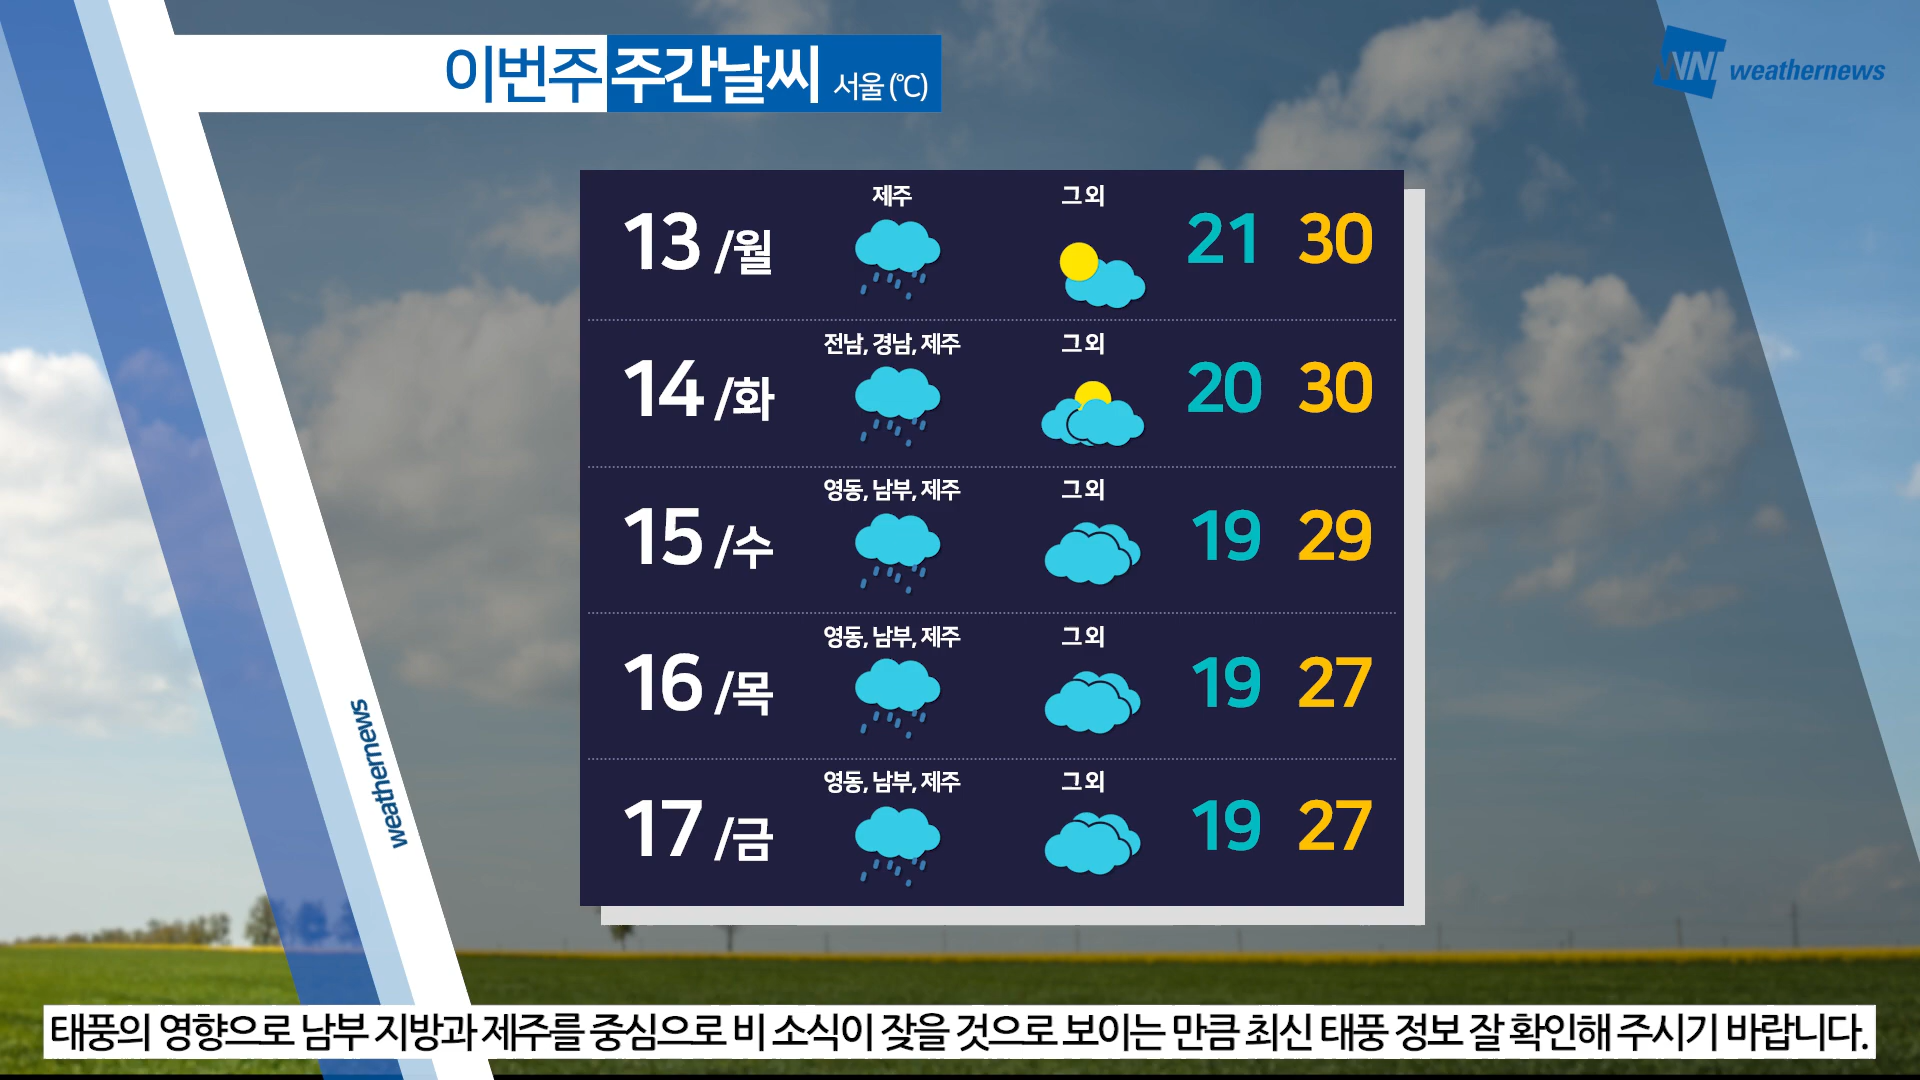 이번주 주간날씨 서울 (℃)
WN weathernews
제주 그 외
13 /월 21 30
전남, 경남, 제주 그 외
14 /화 20 30
영동, 남부, 제주 그 외
15 /수 19 29
영동, 남부, 제주 그 외
16 /목 19 27
영동, 남부, 제주 그 외
17 /금 19 27
weathernews
태풍의 영향으로 남부 지방과 제주를 중심으로 비 소식이 잦을 것으로 보이는 만큼 최신 태풍 정보 잘 확인해 주시기 바랍니다.